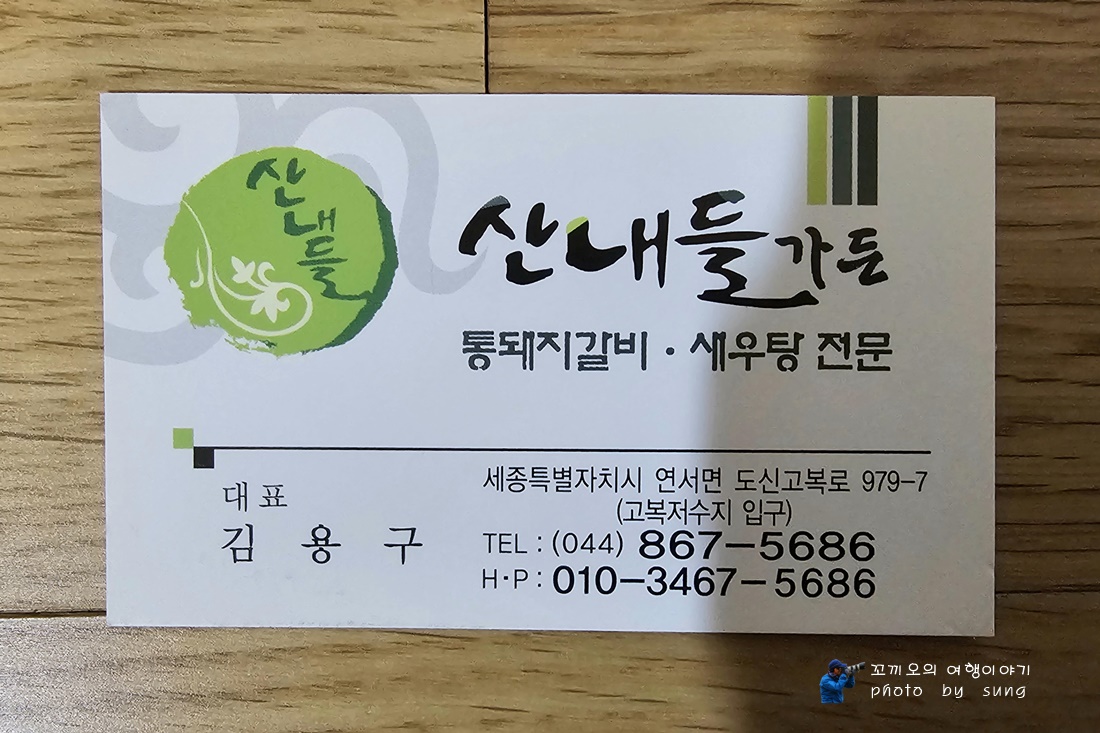 산내들
산내들가든
통돼지갈비 · 새우탕 전문
대표
김 용 구
세종특별자치시 연서면 도신고복로 979-7
(고복저수지 입구)
TEL : (044) 867-5686
H·P : 010-3467-5686
꼬끼오의 여행이야기
photo by sung